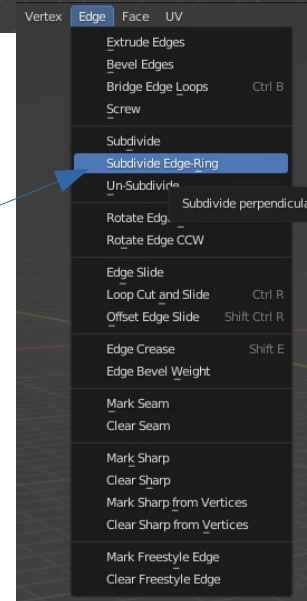 Vertex Edge Face UV
Extrude Edges
Bevel Edges
Bridge Edge Loops Ctrl B
Screw
Subdivide
Subdivide Edge-Ring
Un-Subdivide
Subdivide
Rotate
Rotate Edge CCW
Edge Slide
Loop Cut and Slide Ctrl R
Offset Edge Slide Shift Ctrl R
Edge Crease Shift E
Edge Bevel Weight
Mark Seam
Clear Seam
Mark Sharp
Clear Sharp
Mark Sharp from Vertices
Clear Sharp from Vertices
Mark Freestyle Edge
Clear Freestyle Edge